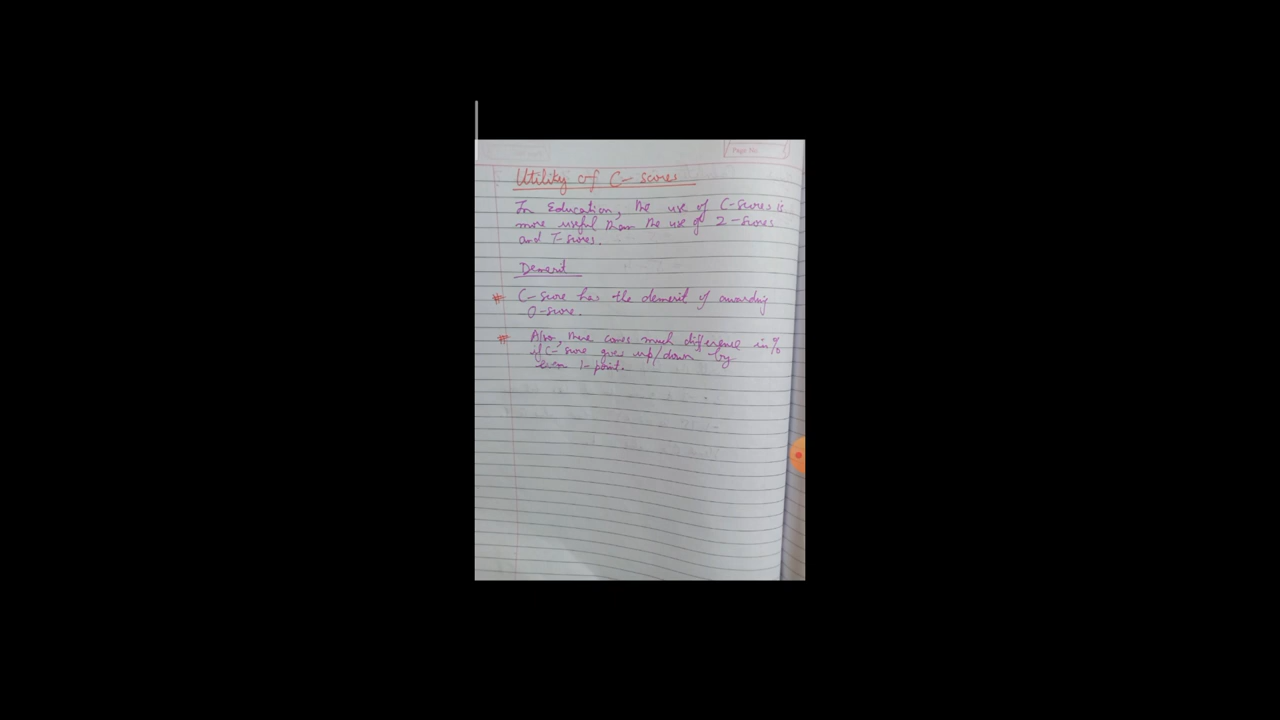 Page No.
Utility of C-scores
In Education, the use of C-scores is
more useful than the use of Z-scores
and T-scores.
Demerit
* C-score has the demerit of awarding
0-score.
* Also, there comes much difference in %
if C-score goes up/down by
even 1-point.